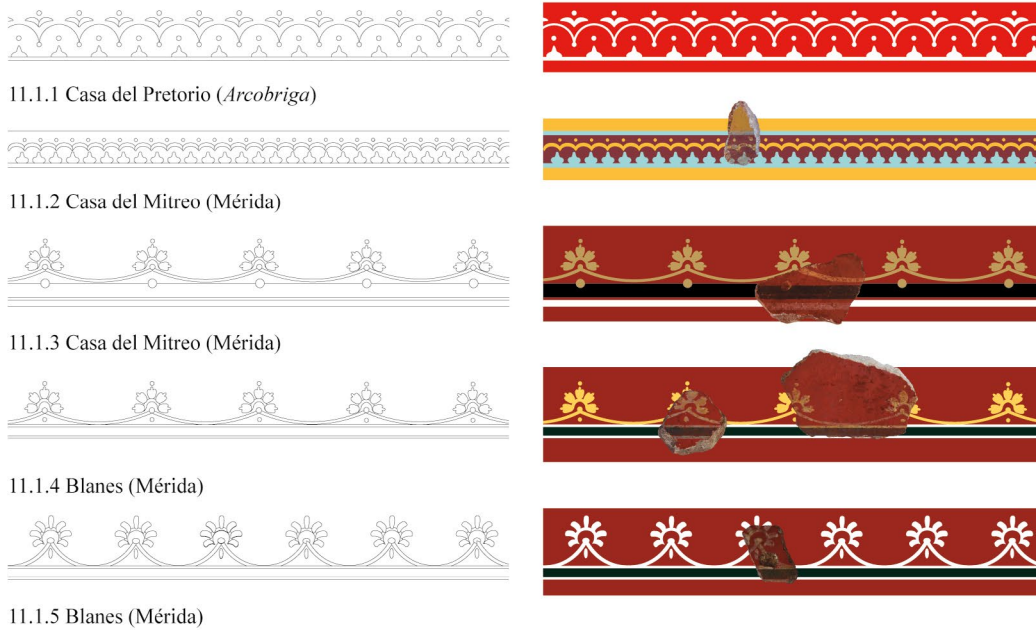 11.1.1 Casa del Pretorio (Arcobriga)
11.1.2 Casa del Mitreo (Mérida)
11.1.3 Casa del Mitreo (Mérida)
11.1.4 Blanes (Mérida)
11.1.5 Blanes (Mérida)